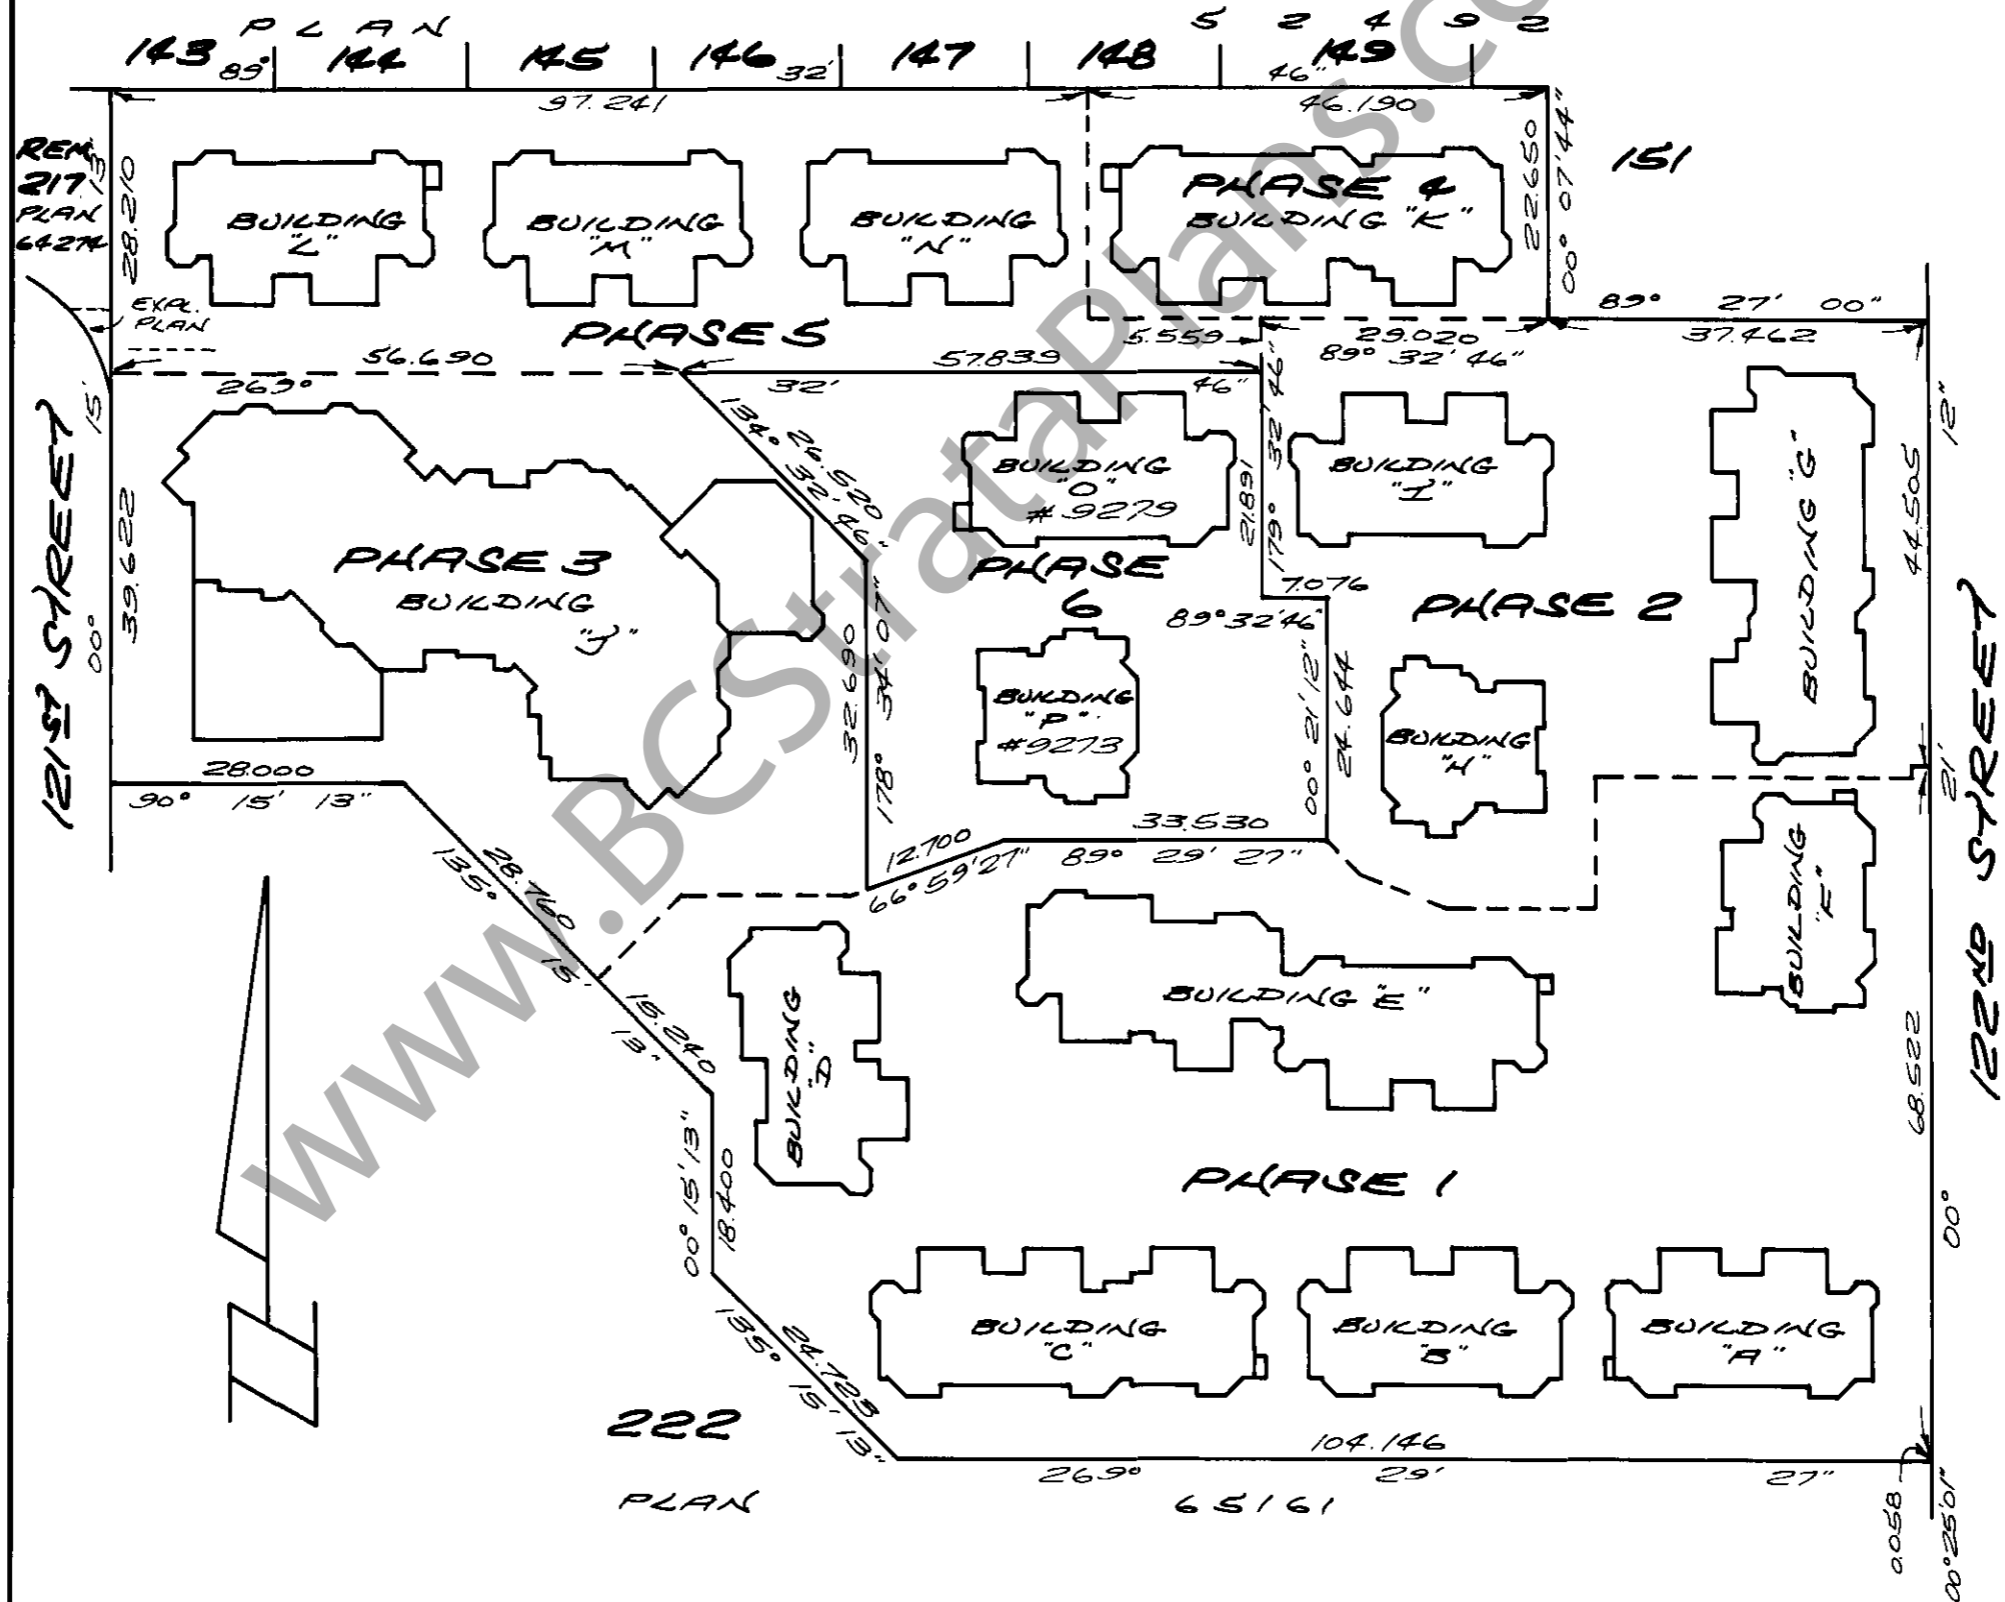 PLAN 52492
143 144 145 146 147 148 149
89° 32' 46"
97.241 46.190
REM
217
PLAN
64274
13"
28.210
22.650
00° 07' 44"
151
BUILDING
"L"
BUILDING
"M"
BUILDING
"N"
PHASE 4
BUILDING "K"
EXPL.
PLAN
PHASE 5
5.559
29.020
89° 32' 46"
89° 27' 00"
37.462
56.690
57.839
269° 32' 46"
15'
12"
134° 32' 46"
26.520
BUILDING
"O"
# 9279
21.891
179° 32' 46"
BUILDING
"I"
BUILDING "G"
44.505
121ST STREET
39.622
00°
PHASE 3
BUILDING
"J"
PHASE
6
7.076
89° 32' 46"
PHASE 2
32.690
178° 34' 07"
BUILDING
"P"
#9273
00° 21' 12"
24.644
BUILDING
"H"
28.000
90° 15' 13"
21'
122ND STREET
33.530
89° 29' 27"
12.700
66° 59' 27"
28.760
135° 15' 13"
15.240
BUILDING
"F"
BUILDING
"D"
BUILDING "E"
68.522
00° 15' 13"
18.400
PHASE 1
00°
24.723
135° 15' 13"
BUILDING
"C"
BUILDING
"B"
BUILDING
"A"
222
104.146
269° 29' 27"
PLAN 65161
0.058
00° 25' 01"
www.BCStrataPlans.co